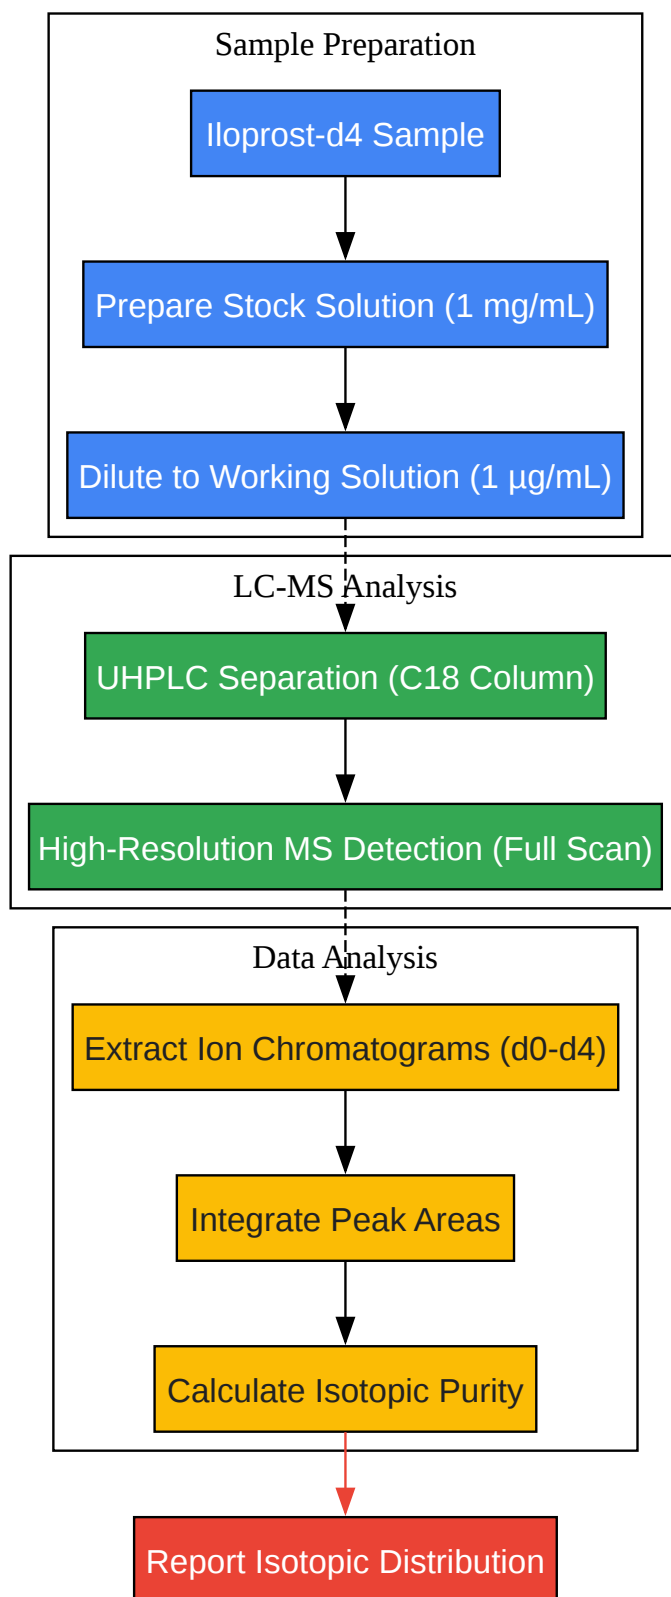 Sample Preparation
Iloprost-d4 Sample
Prepare Stock Solution (1 mg/mL)
Dilute to Working Solution (1 µg/mL)
LC-MS Analysis
UHPLC Separation (C18 Column)
High-Resolution MS Detection (Full Scan)
Data Analysis
Extract Ion Chromatograms (d0-d4)
Integrate Peak Areas
Calculate Isotopic Purity
Report Isotopic Distribution